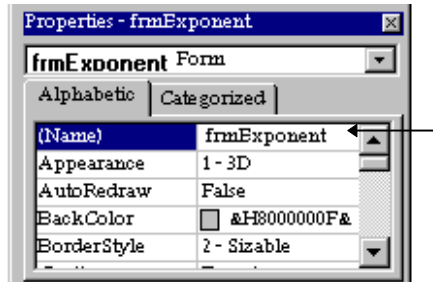 Properties - frmExponent
frmExponent Form
Alphabetic Categorized
(Name) frmExponent
Appearance 1 - 3D
AutoRedraw False
BackColor &H8000000F&
BorderStyle 2 - Sizable